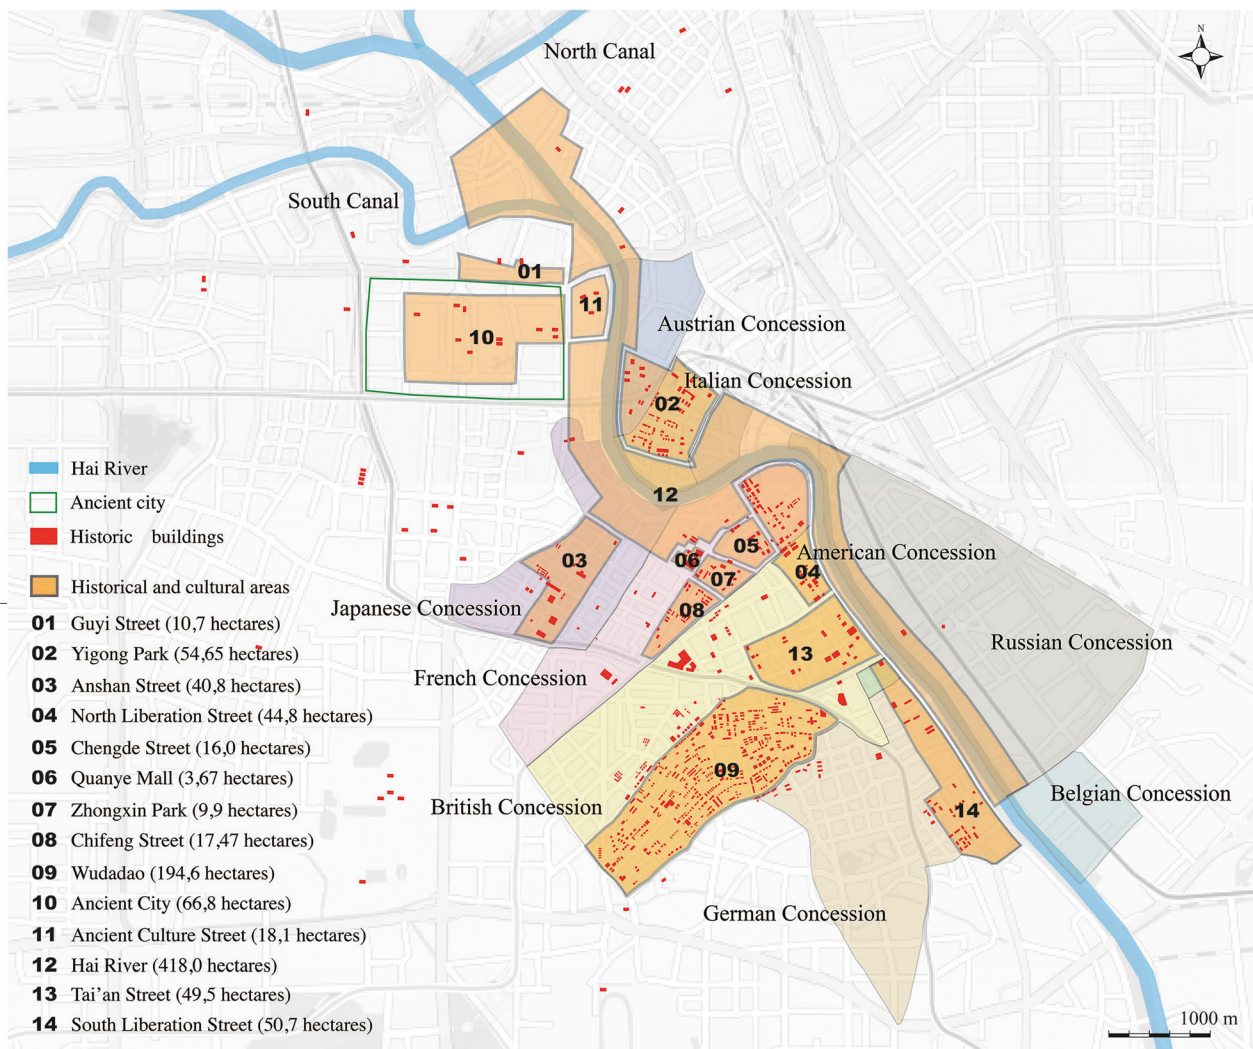 N
North Canal
South Canal
01
11
10
Austrian Concession
Italian Concession
02
12
Hai River
Ancient city
Historic buildings
Historical and cultural areas
03
06
05
07
American Concession
04
08
Japanese Concession
13
Russian Concession
French Concession
09
British Concession
Belgian Concession
14
German Concession
01 Guyi Street (10,7 hectares)
02 Yigong Park (54,65 hectares)
03 Anshan Street (40,8 hectares)
04 North Liberation Street (44,8 hectares)
05 Chengde Street (16,0 hectares)
06 Quanye Mall (3,67 hectares)
07 Zhongxin Park (9,9 hectares)
08 Chifeng Street (17,47 hectares)
09 Wudadao (194,6 hectares)
10 Ancient City (66,8 hectares)
11 Ancient Culture Street (18,1 hectares)
12 Hai River (418,0 hectares)
13 Tai’an Street (49,5 hectares)
14 South Liberation Street (50,7 hectares)
1000 m